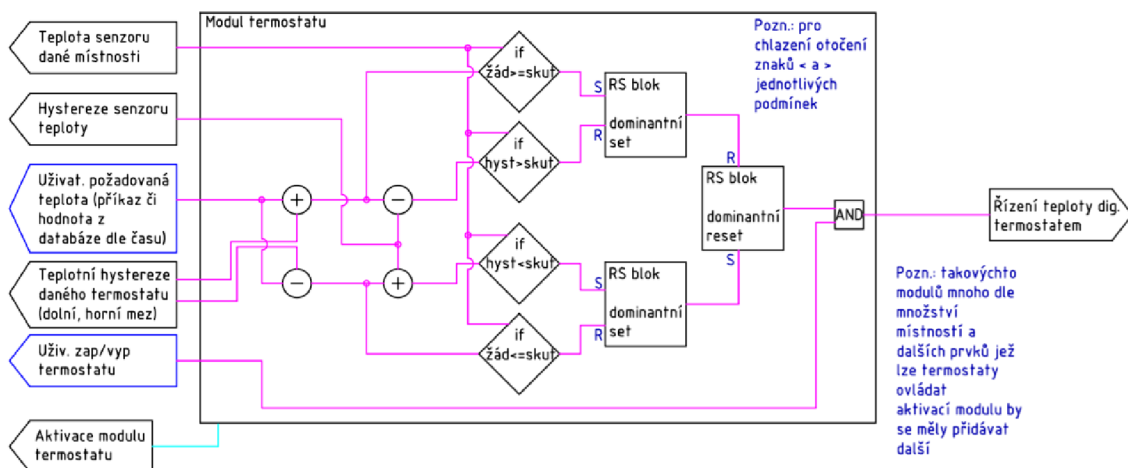 Modul termostatu
Teplota senzoru
dané místnosti
Hystereze senzoru
teploty
Uživat. požadovaná
teplota (příkaz či
hodnota z
databáze dle času)
Teplotní hystereze
daného termostatu
(dolní, horní mez)
Uživ. zap/vyp
termostatu
Aktivace modulu
termostatu
+
−
−
+
if
žád>=skut
if
hyst>skut
if
hyst<skut
if
žád<=skut
S
R
RS blok
dominantní
set
S
R
RS blok
dominantní
set
R
RS blok
dominantní
reset
S
AND
Pozn.: pro
chlazení otočení
znaků < a >
jednotlivých
podmínek
Řízení teploty dig.
termostatem
Pozn.: takovýchto
modulů mnoho dle
množství
místností a
dalších prvků jež
lze termostaty
ovládat
aktivací modulu by
se měly přidávat
další